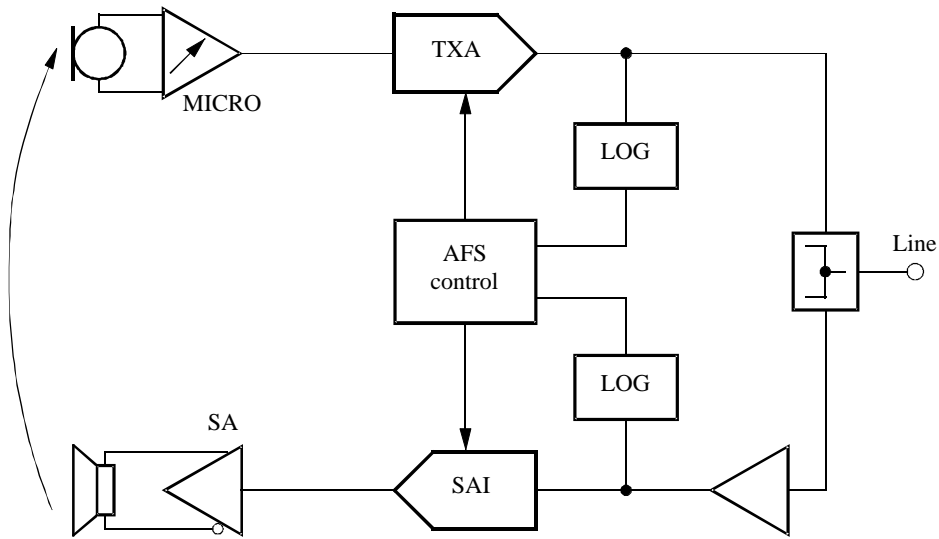 TXA
MICRO
LOG
AFS
control
Line
LOG
SA
SAI